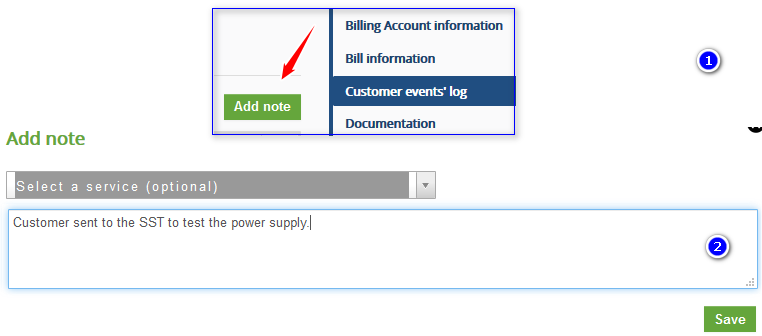 Billing Account information
Bill information
Customer events' log
Add note
Documentation
1
Add note
Select a service (optional)
Customer sent to the SST to test the power supply.
2
Save